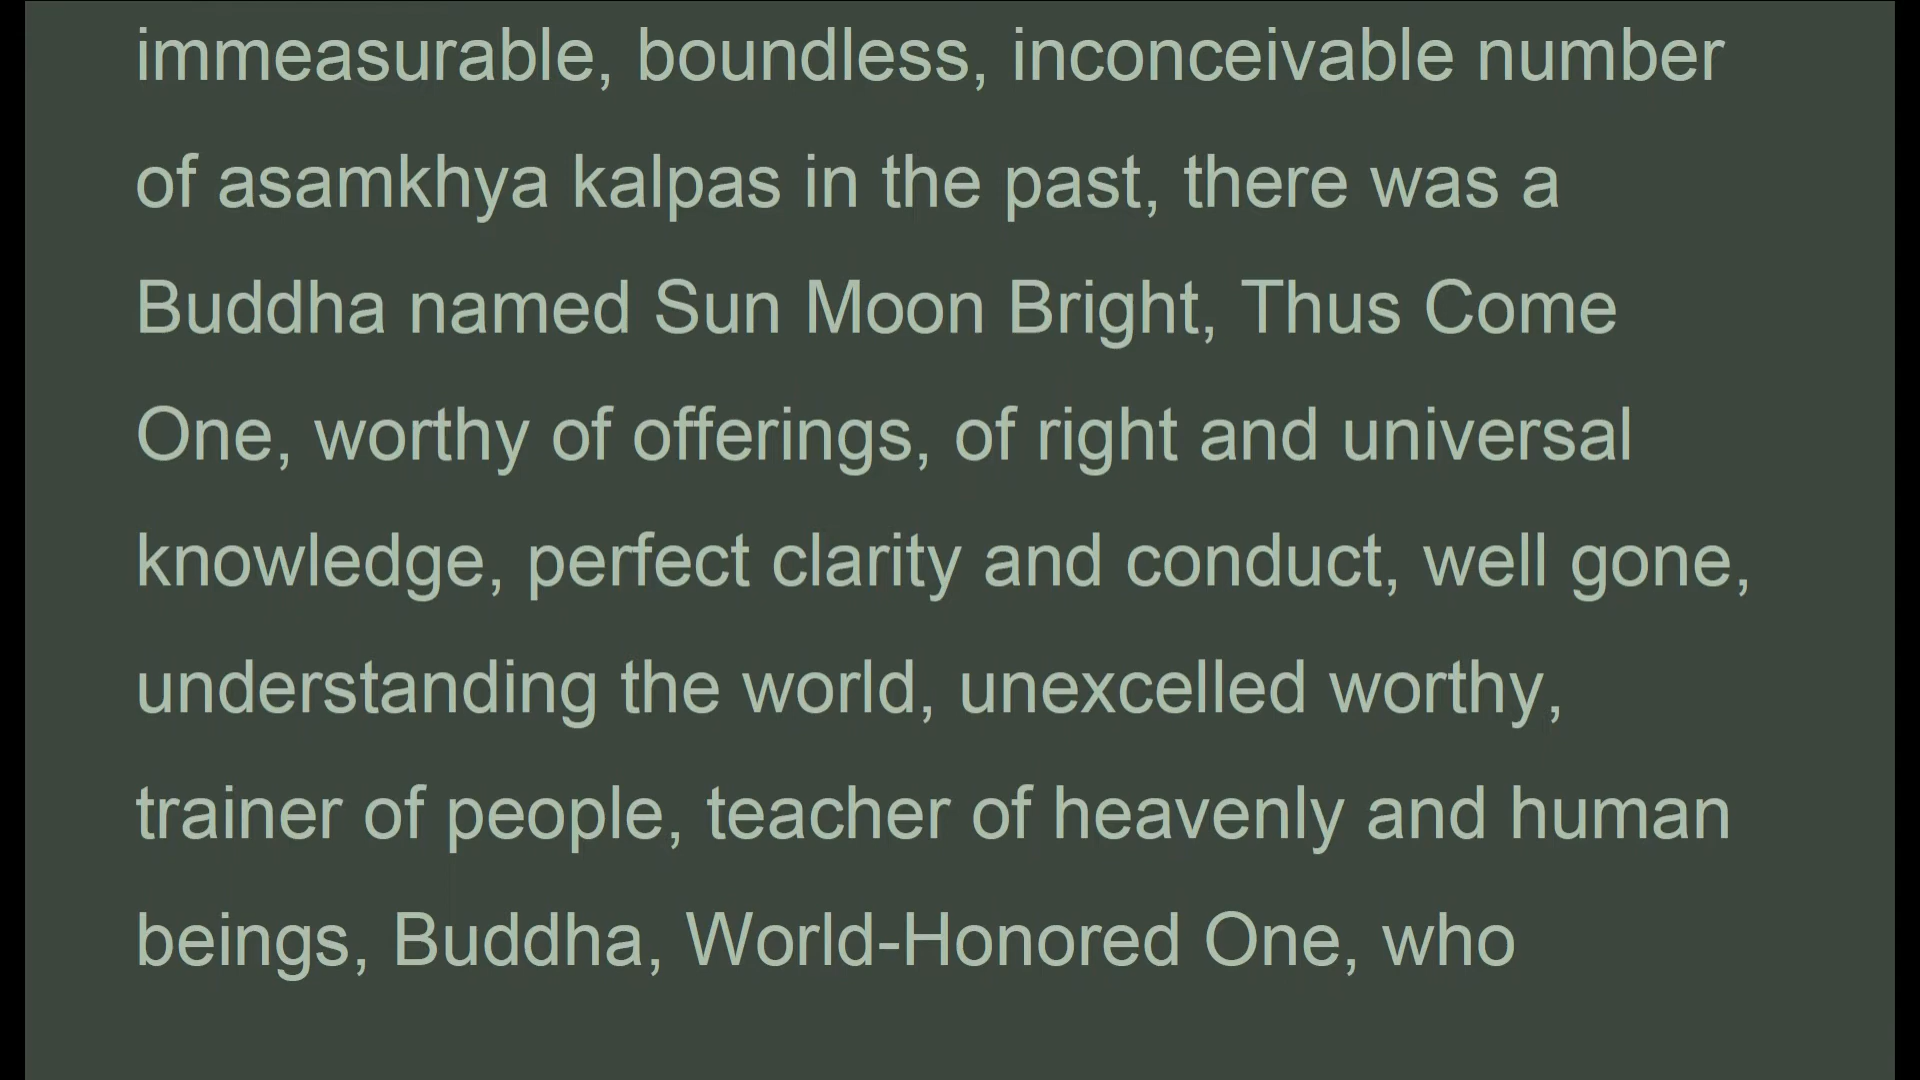 immeasurable, boundless, inconceivable number
of asamkhya kalpas in the past, there was a
Buddha named Sun Moon Bright, Thus Come
One, worthy of offerings, of right and universal
knowledge, perfect clarity and conduct, well gone,
understanding the world, unexcelled worthy,
trainer of people, teacher of heavenly and human
beings, Buddha, World-Honored One, who